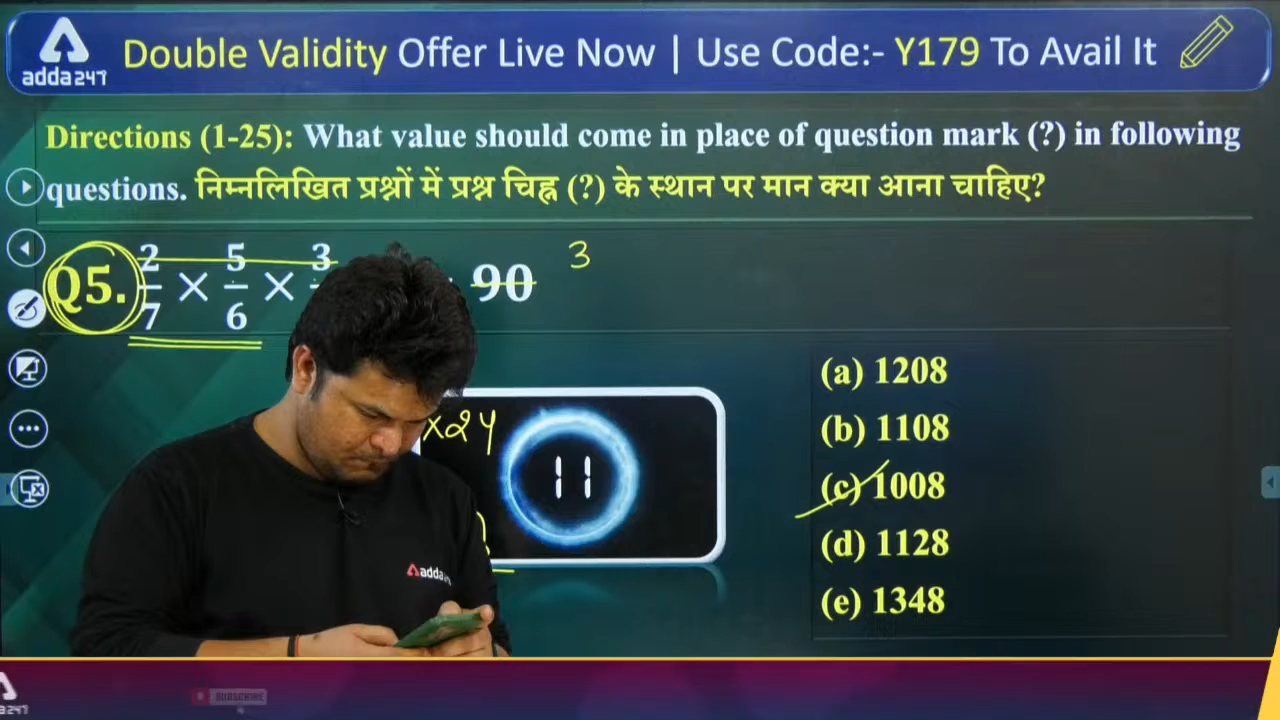 adda247
Double Validity Offer Live Now | Use Code:- Y179 To Avail It
Directions (1-25): What value should come in place of question mark (?) in following
questions. निम्नलिखित प्रश्नों में प्रश्न चिह्न (?) के स्थान पर मान क्या आना चाहिए?
Q5. 2/7 × 5/6 × 3 90 3
(a) 1208
×24
11
(b) 1108
(c) 1008
(d) 1128
(e) 1348
adda
SUBSCRIBE